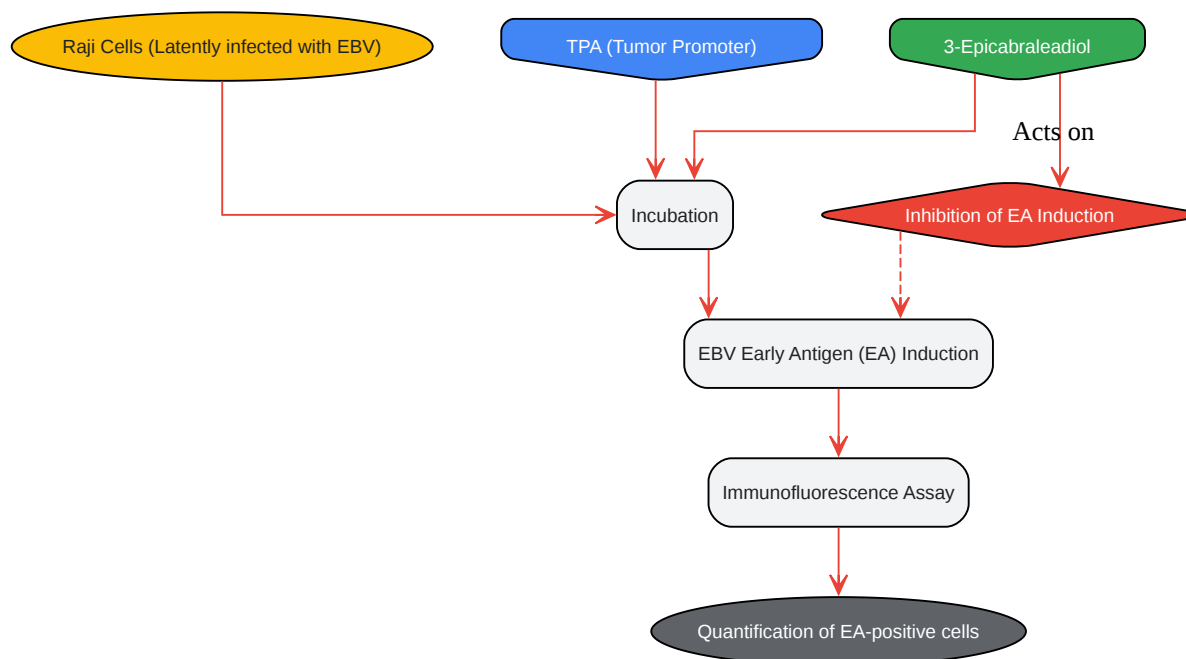 Raji Cells (Latently infected with EBV)
TPA (Tumor Promoter)
3-Epicabraleadiol
Acts on
Incubation
Inhibition of EA Induction
EBV Early Antigen (EA) Induction
Immunofluorescence Assay
Quantification of EA-positive cells